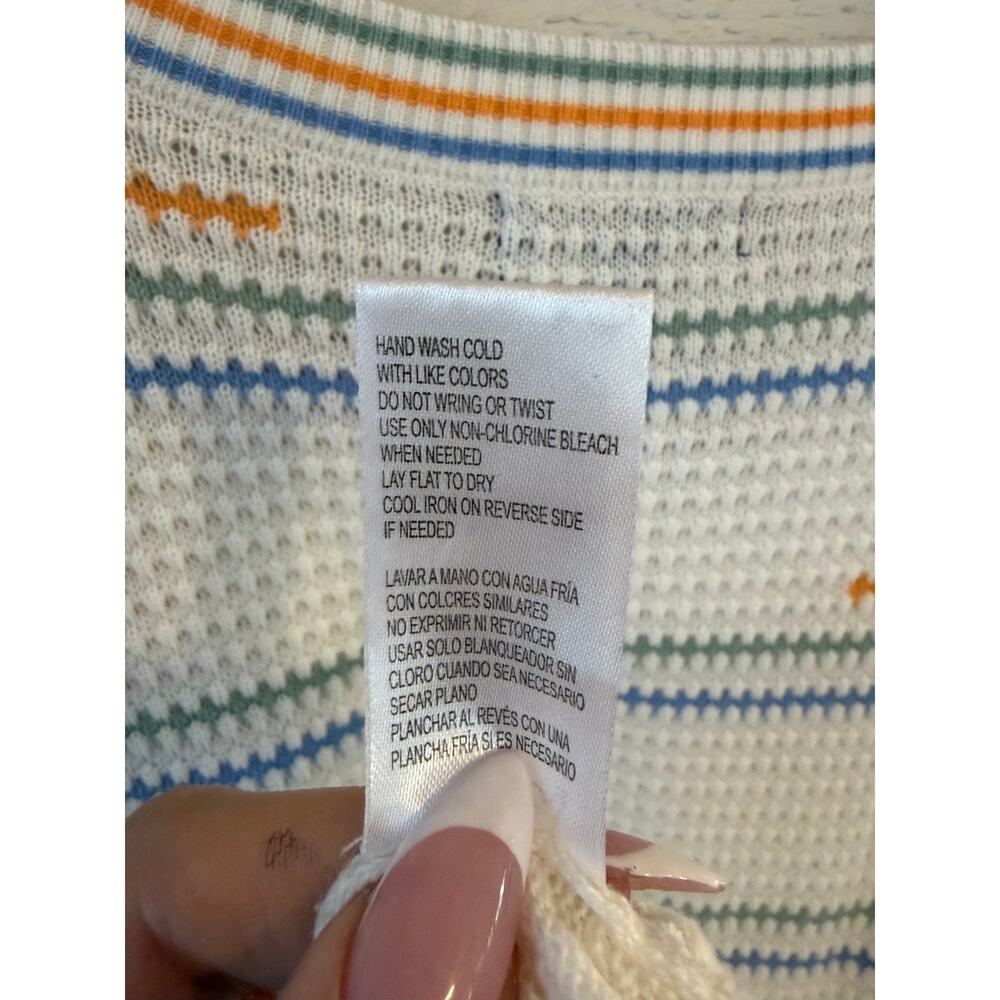 HAND WASH COLD
WITH LIKE COLORS
DO NOT WRING OR TWIST
USE ONLY NON-CHLORINE BLEACH
WHEN NEEDED
LAY FLAT TO DRY
COOL IRON ON REVERSE SIDE
IF NEEDED
LAVAR A MANO CON AGUA FRÍA
CON COLORES SIMILARES
NO EXPRIMIR NI RETORCER
USAR SOLO BLANQUEADOR SIN
CLORO CUANDO SEA NECESARIO
SECAR PLANO
PLANCHAR AL REVÉS CON UNA
PLANCHA FRÍA SI ES NECESARIO